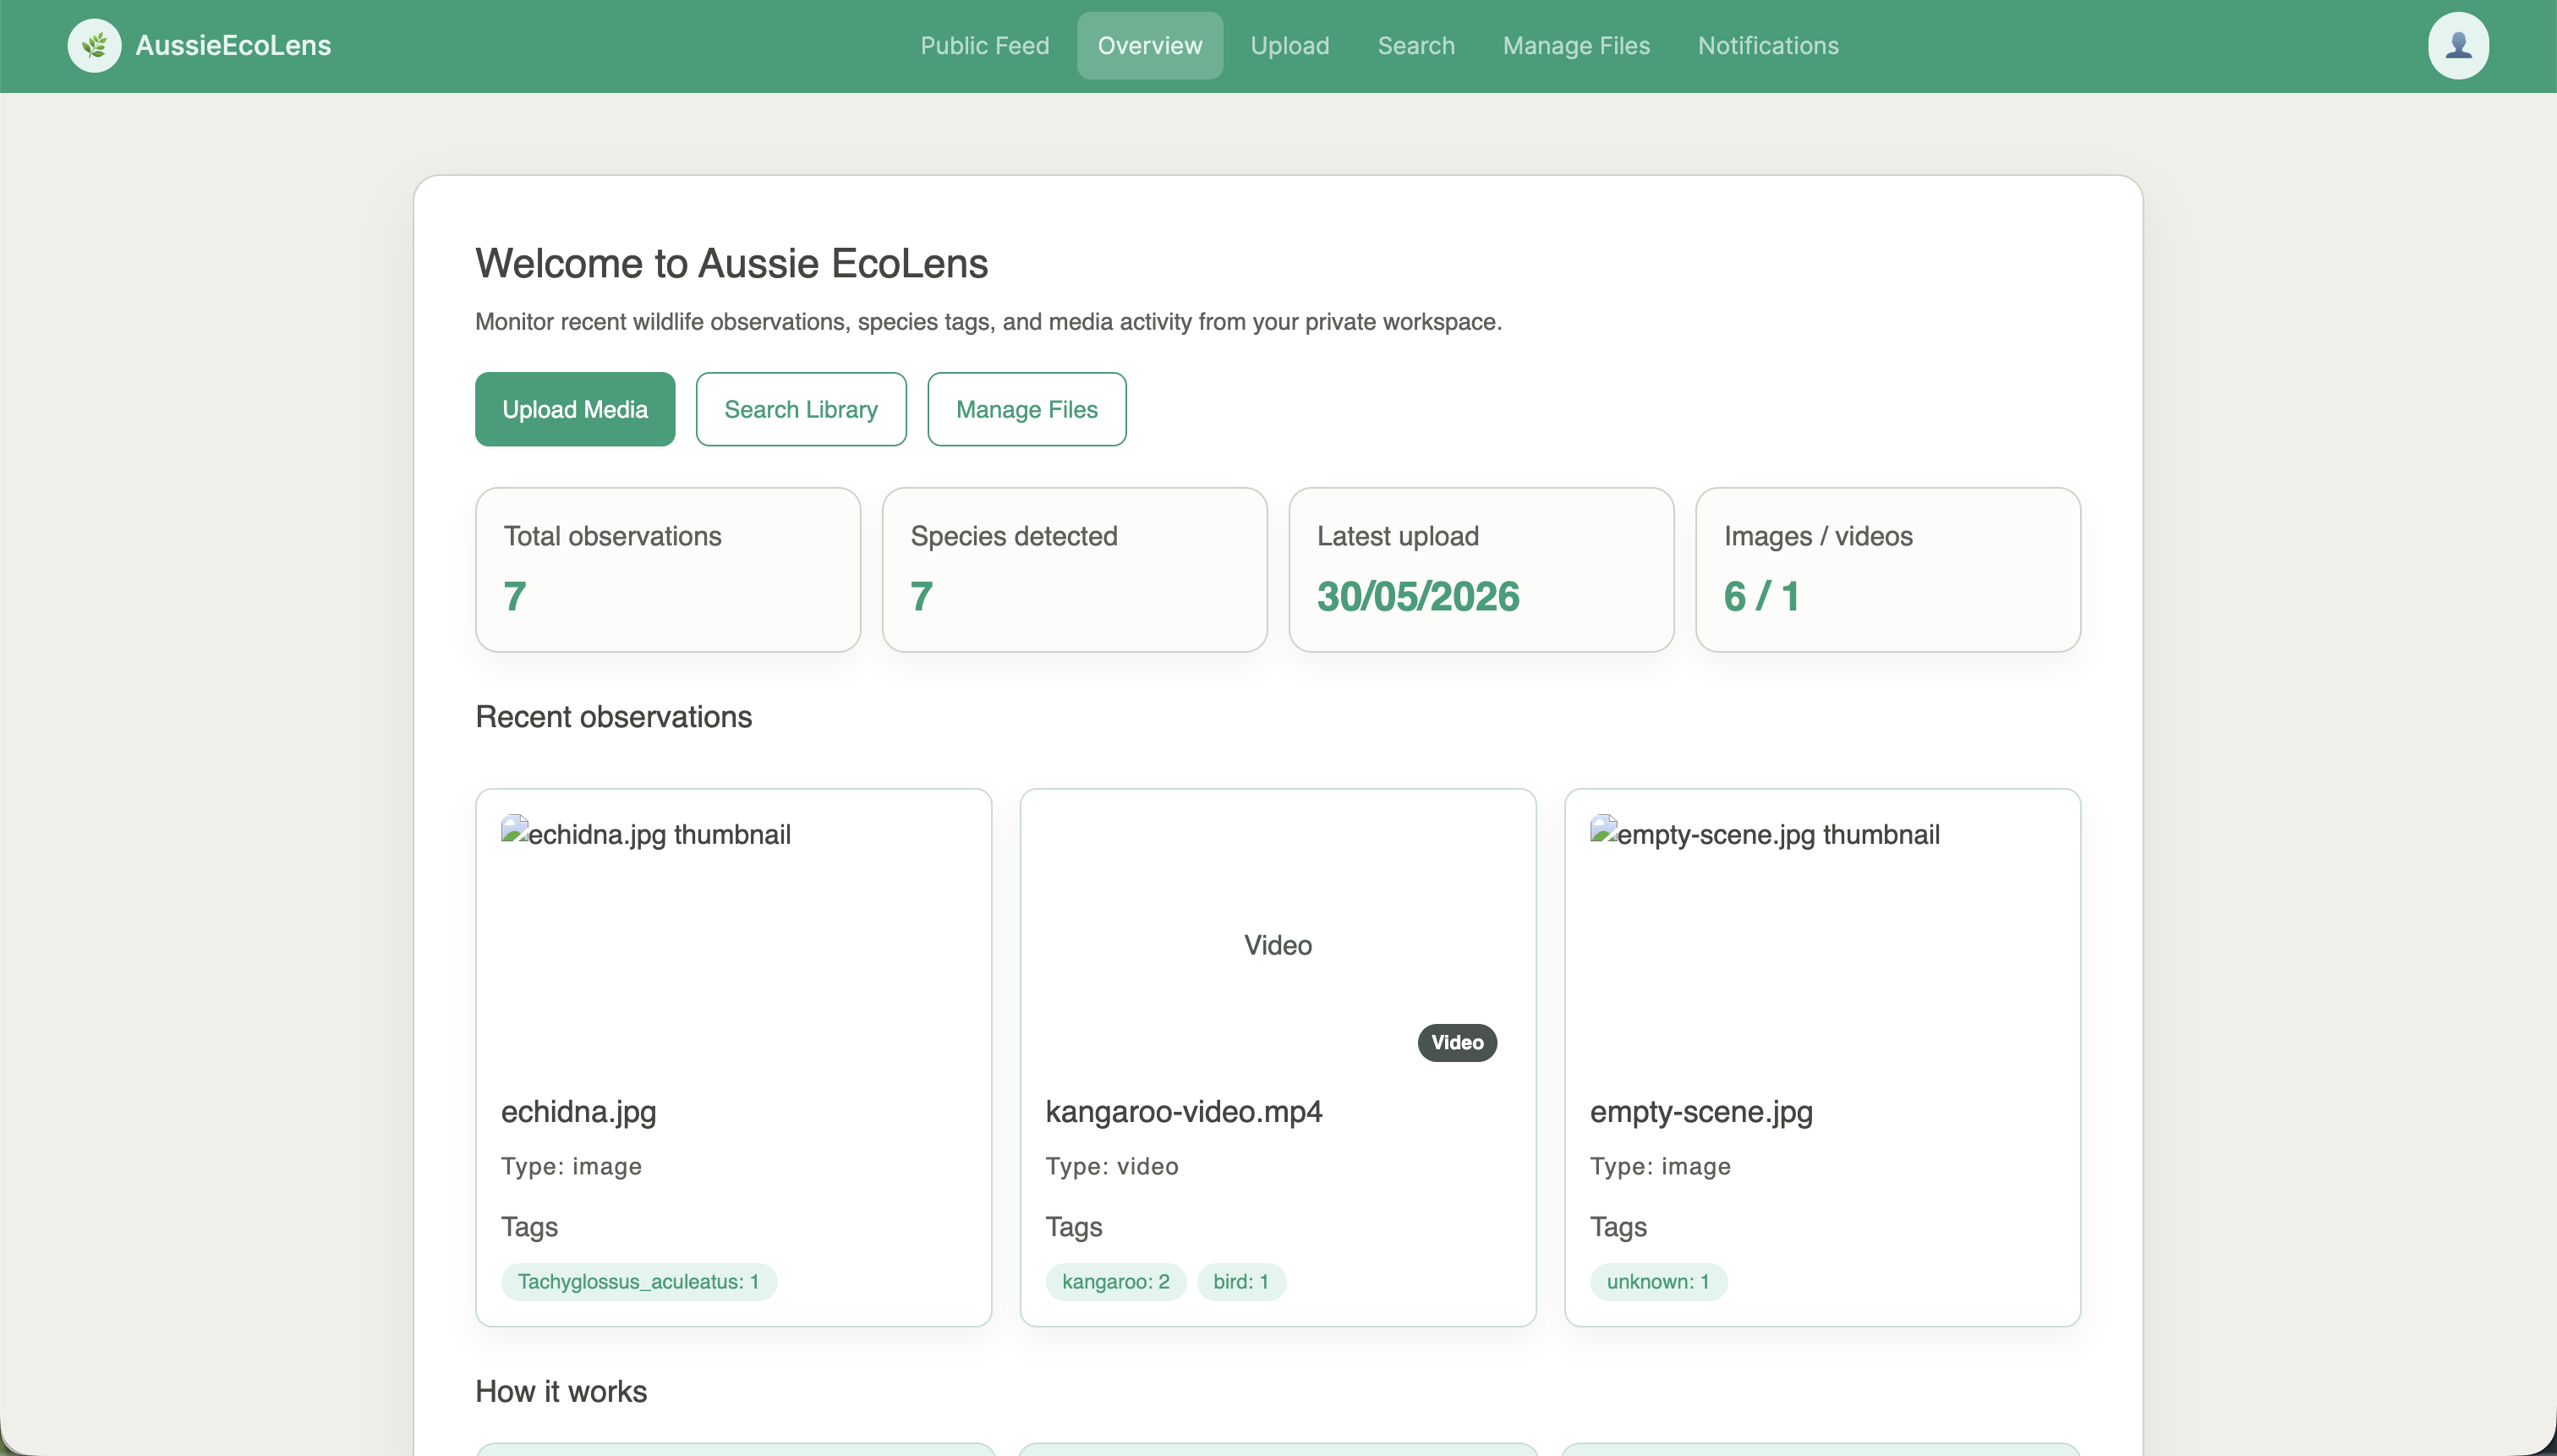 AussieEcoLens
Public Feed Overview Upload Search Manage Files Notifications
Welcome to Aussie EcoLens
Monitor recent wildlife observations, species tags, and media activity from your private workspace.
Upload Media Search Library Manage Files
Total observations
7
Species detected
7
Latest upload
30/05/2026
Images / videos
6 / 1
Recent observations
echidna.jpg thumbnail
echidna.jpg
Type: image
Tags
Tachyglossus_aculeatus: 1
Video
Video
kangaroo-video.mp4
Type: video
Tags
kangaroo: 2 bird: 1
empty-scene.jpg thumbnail
empty-scene.jpg
Type: image
Tags
unknown: 1
How it works